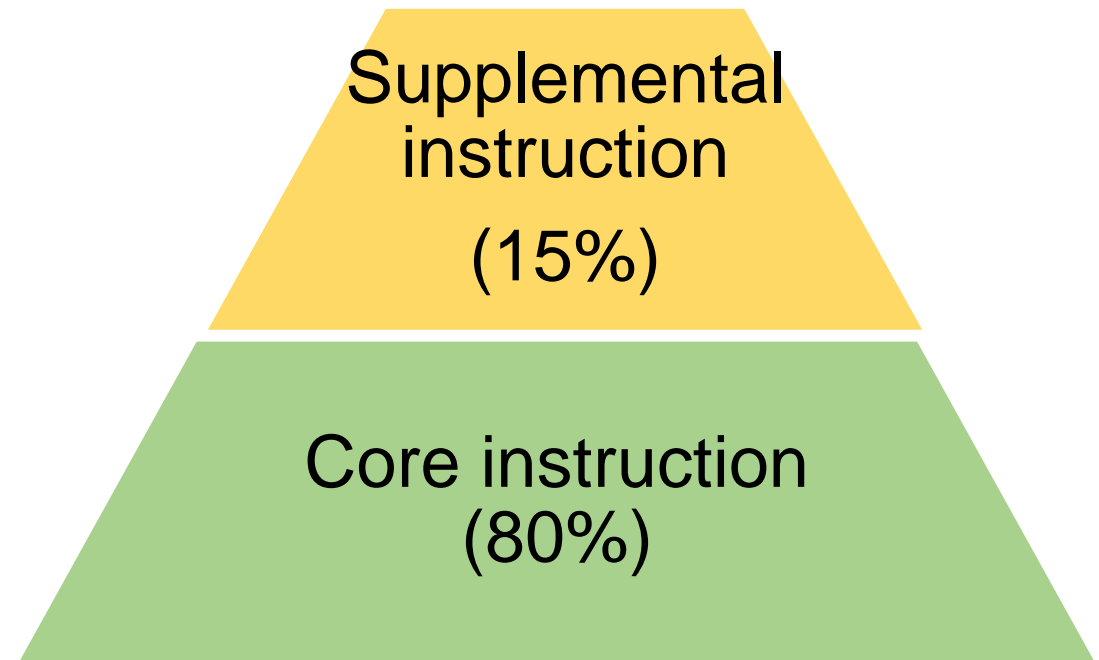 Supplemental
instruction
(15%)
Core instruction
(80%)